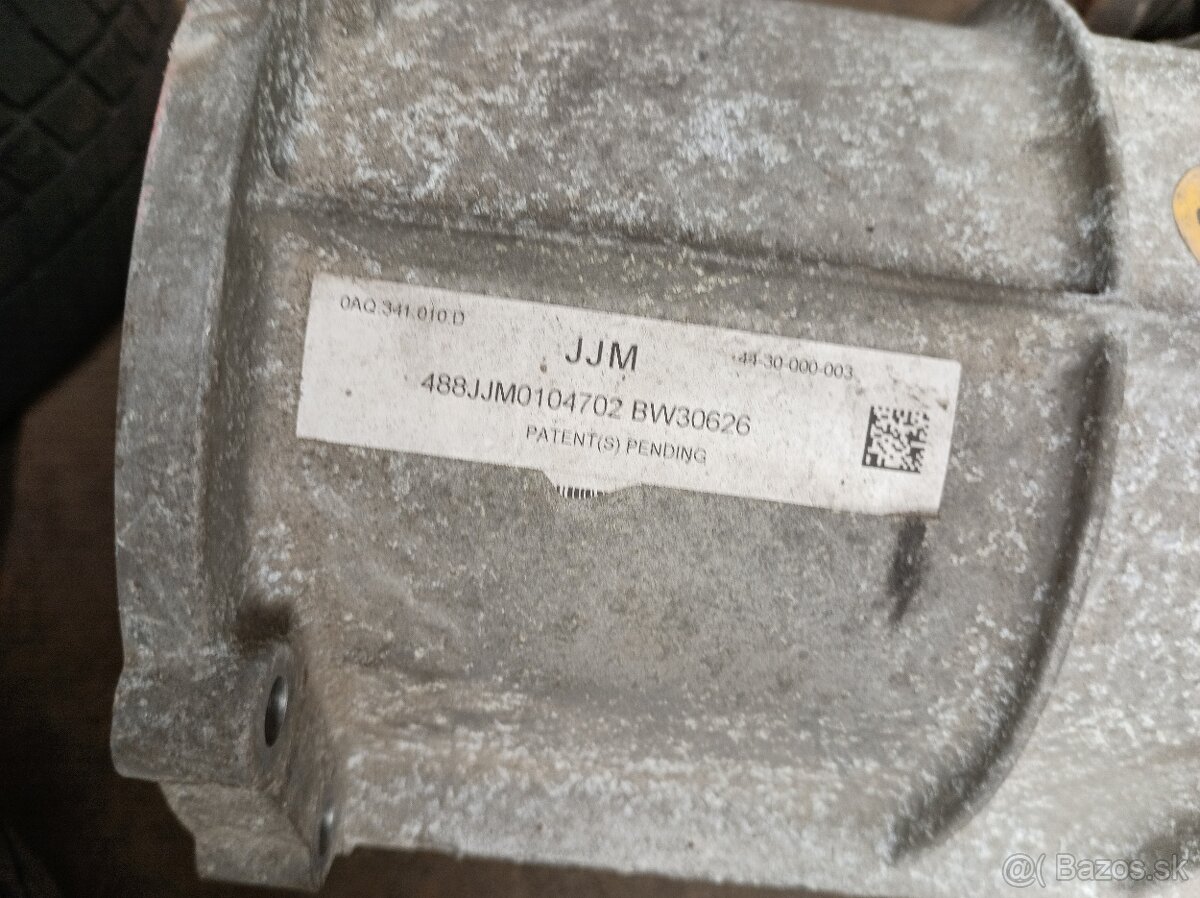 0AQ 341 010 D
JJM
44-30-000-003
488JJM0104702 BW30626
PATENT(S) PENDING
@( Bazos.sk